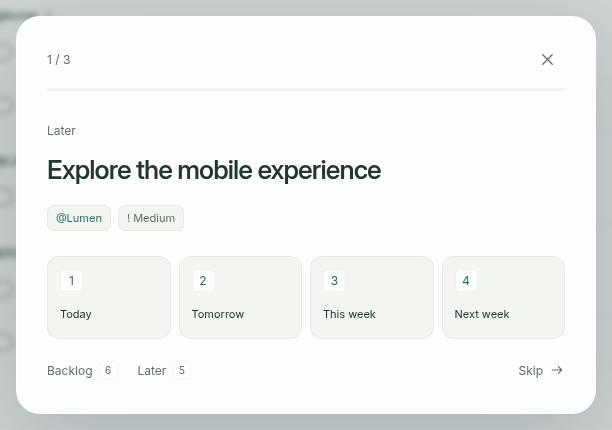 1 / 3
Later
Explore the mobile experience
@Lumen ! Medium
1 2 3 4
Today Tomorrow This week Next week
Backlog 6 Later 5 Skip